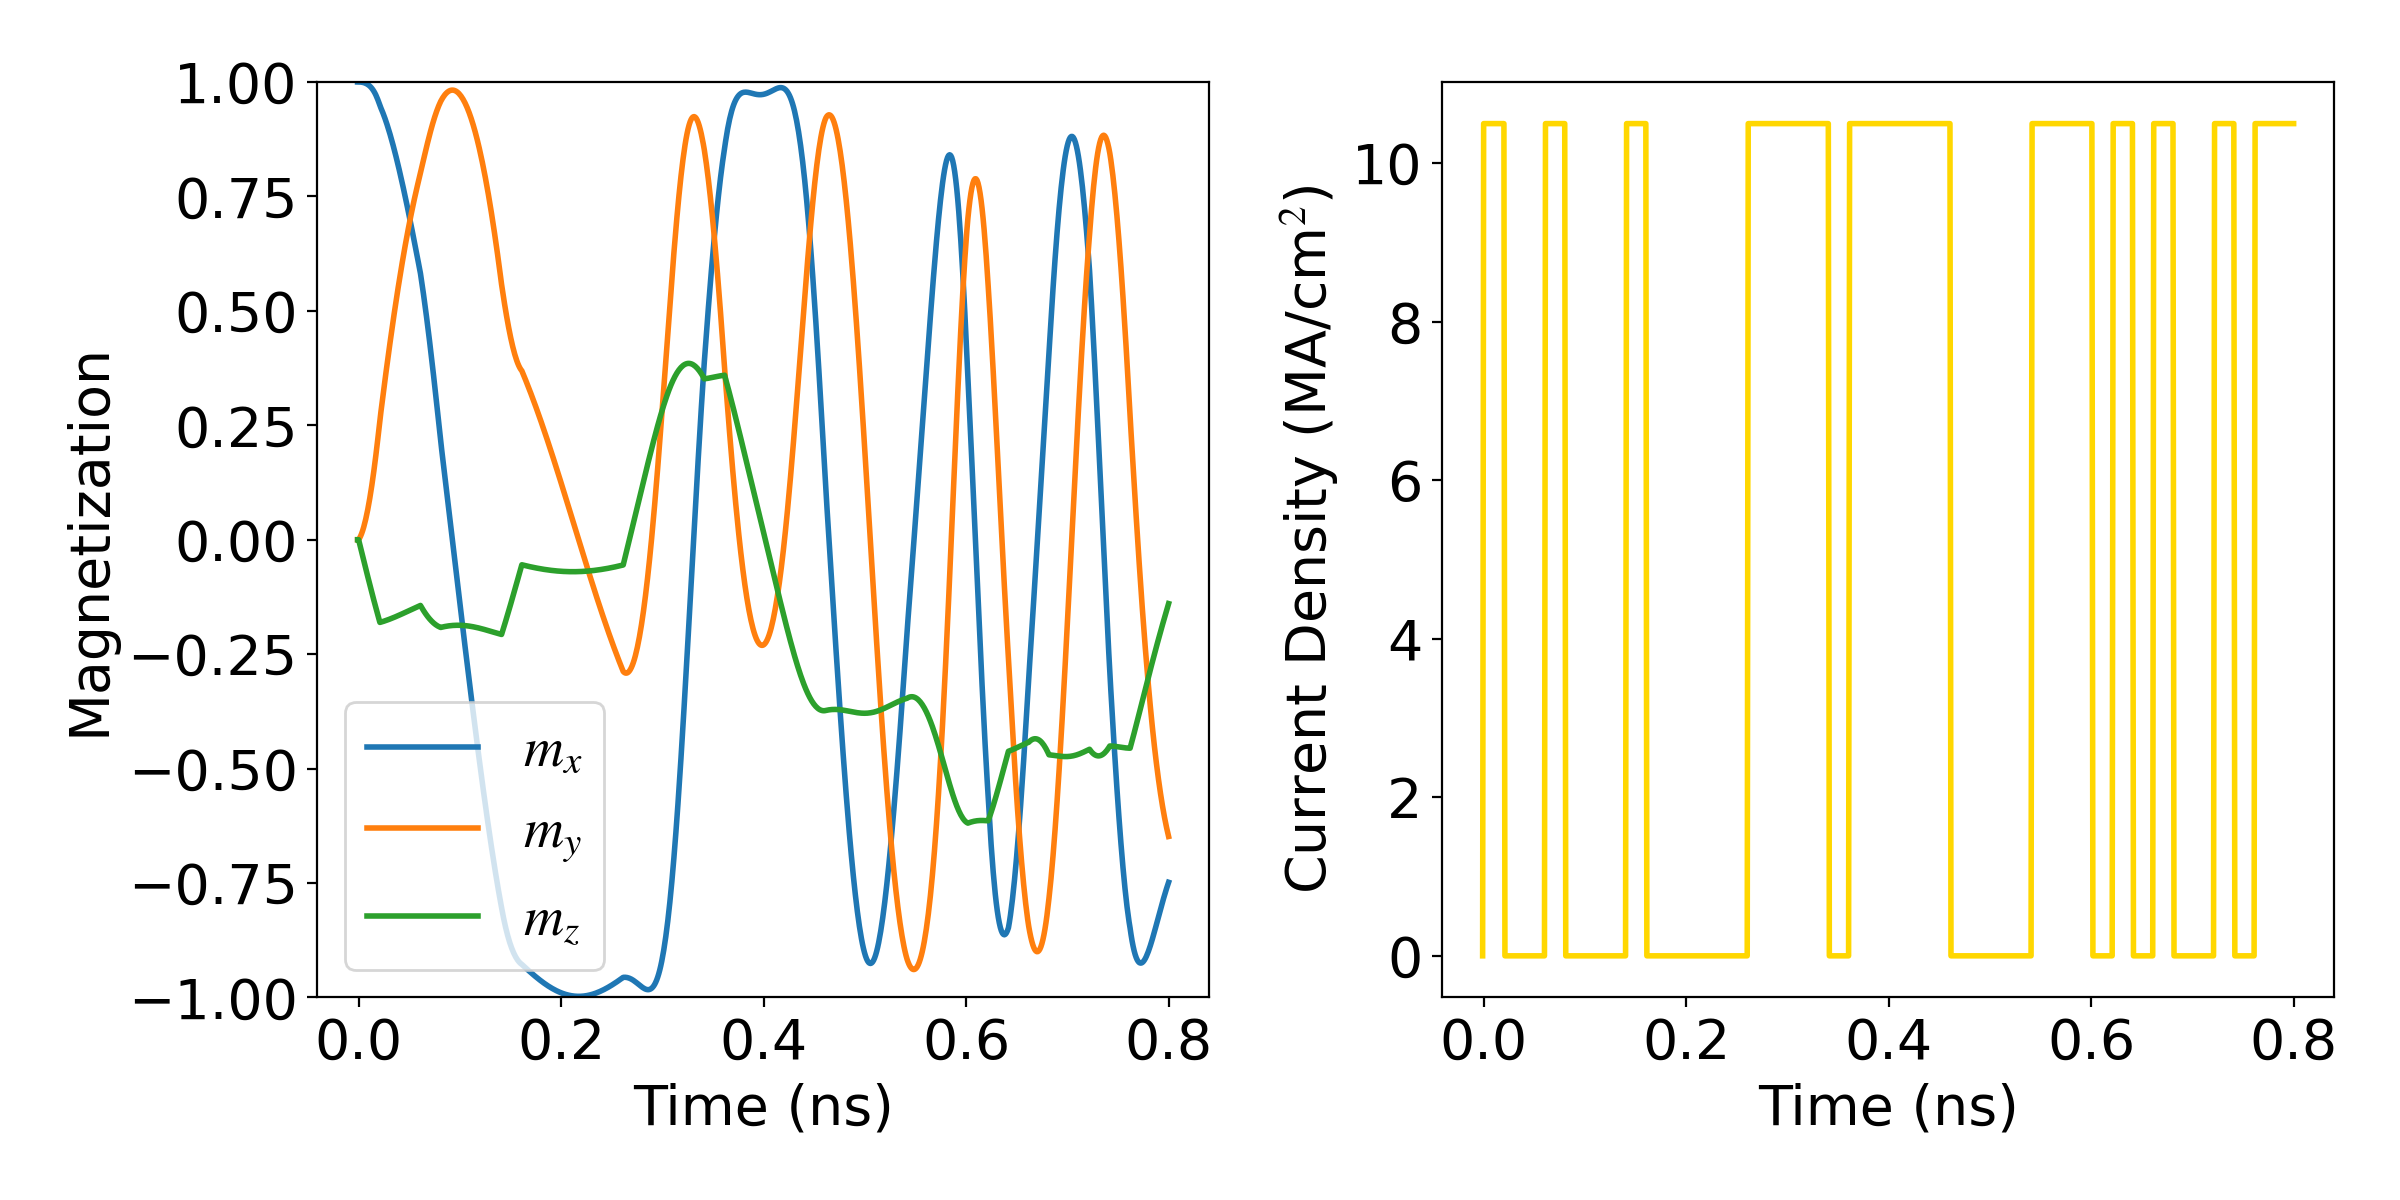 1.00
0.75
0.50
0.25
0.00
−0.25
−0.50
−0.75
−1.00
Magnetization
m_x
m_y
m_z
0.0 0.2 0.4 0.6 0.8
Time (ns)
10
8
6
4
2
0
Current Density (MA/cm²)
0.0 0.2 0.4 0.6 0.8
Time (ns)